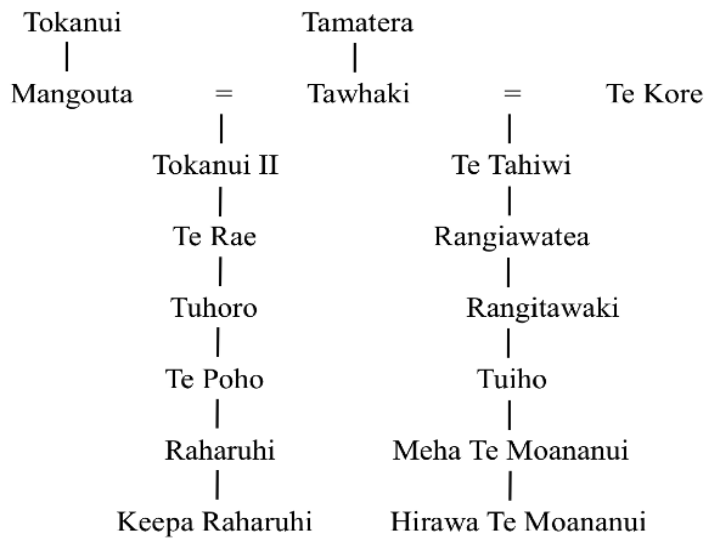 Tokanui Tamatera
Mangouta = Tawhaki = Te Kore
Tokanui II Te Tahiwi
Te Rae Rangiawatea
Tuhoro Rangitawaki
Te Poho Tuiho
Raharuhi Meha Te Moananui
Keepa Raharuhi Hirawa Te Moananui